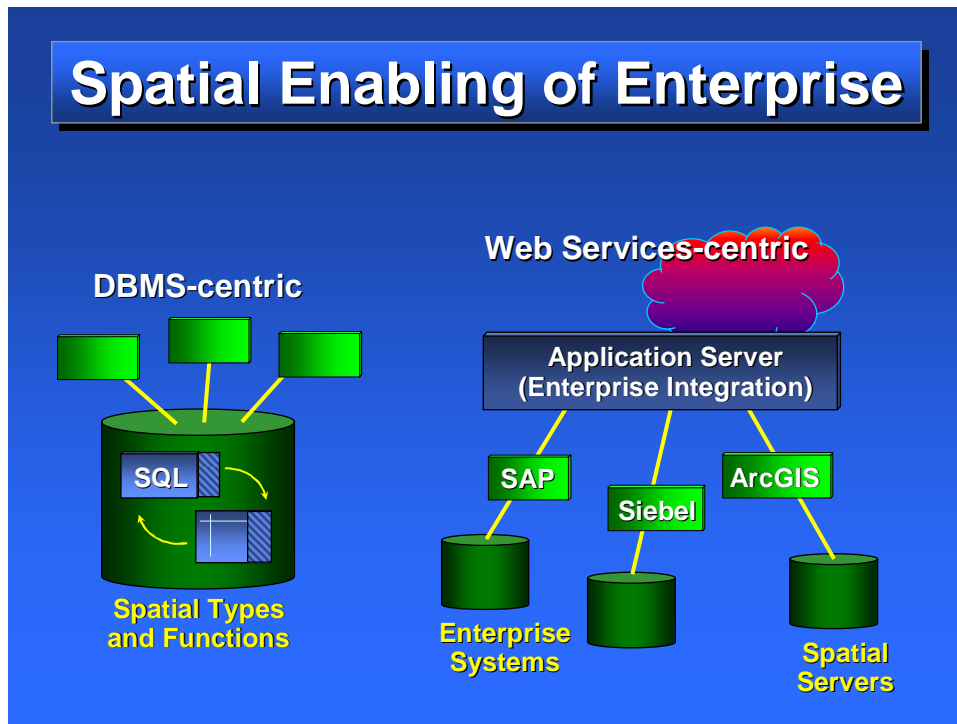 Spatial Enabling of Enterprise
DBMS-centric
SQL
Spatial Types
and Functions
Web Services-centric
Application Server
(Enterprise Integration)
SAP
Siebel
ArcGIS
Enterprise
Systems
Spatial
Servers